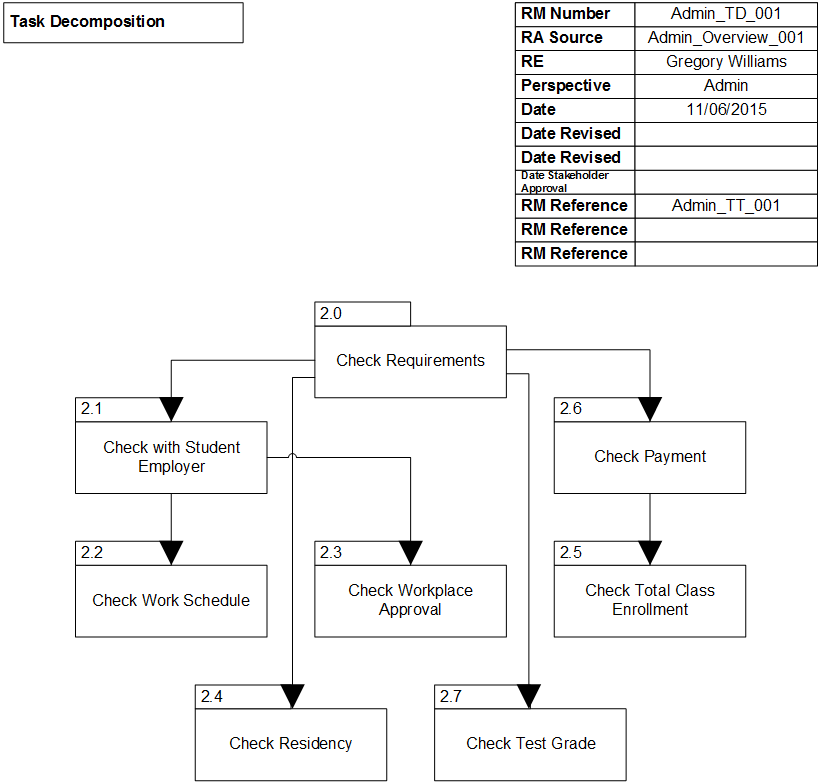 Task Decomposition
RM Number Admin_TD_001
RA Source Admin_Overview_001
RE Gregory Williams
Perspective Admin
Date 11/06/2015
Date Revised
Date Revised
Date Stakeholder
Approval
RM Reference Admin_TT_001
RM Reference
RM Reference
2.0
Check Requirements
2.1
Check with Student
Employer
2.6
Check Payment
2.2
Check Work Schedule
2.3
Check Workplace
Approval
2.5
Check Total Class
Enrollment
2.4
Check Residency
2.7
Check Test Grade